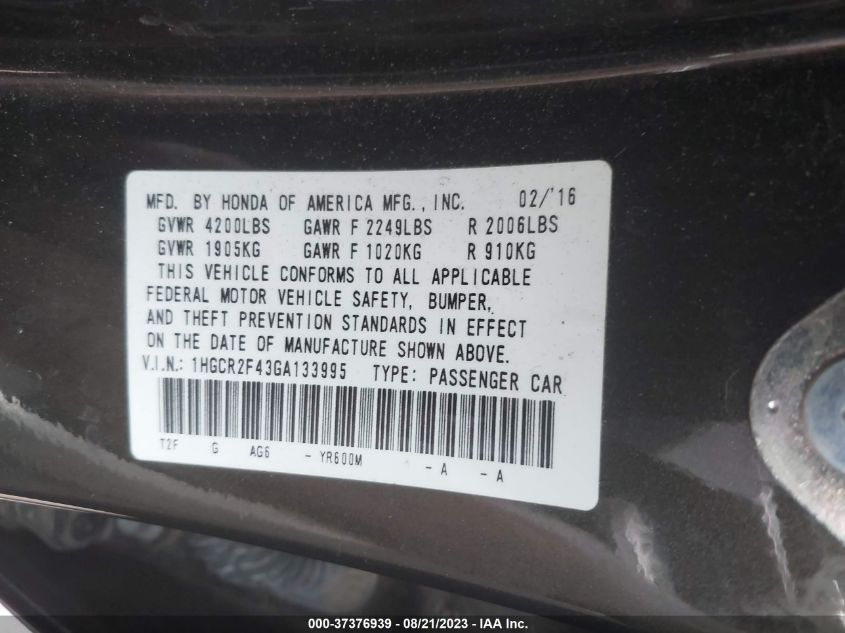 MFD. BY HONDA OF AMERICA MFG., INC. 02/'16
GVWR 4200LBS GAWR F 2249LBS R 2006LBS
GVWR 1905KG GAWR F 1020KG R 910KG
THIS VEHICLE CONFORMS TO ALL APPLICABLE
FEDERAL MOTOR VEHICLE SAFETY, BUMPER,
AND THEFT PREVENTION STANDARDS IN EFFECT
ON THE DATE OF MANUFACTURE SHOWN ABOVE.
V.I.N.: 1HGCR2F43GA133995 TYPE: PASSENGER CAR
T2F G AG6 - YR600M - A - A
000-37376939 - 08/21/2023 - IAA Inc.